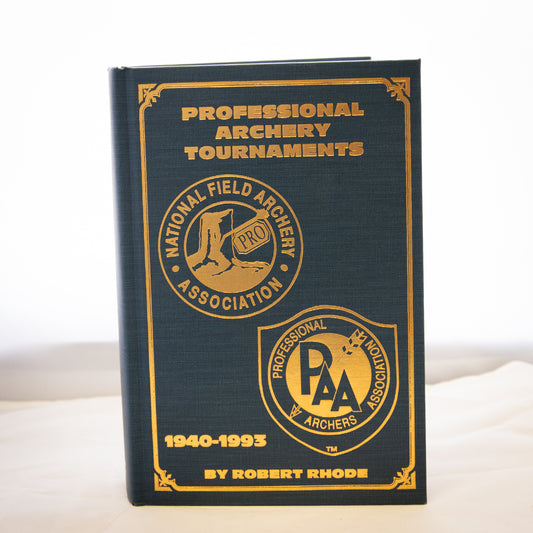 PROFESSIONAL
ARCHERY
TOURNAMENTS
NATIONAL FIELD ARCHERY
PRO
ASSOCIATION
PROFESSIONAL
PAA
ARCHERS
ASSOCIATION
TM
1940-1993
BY ROBERT RHODE